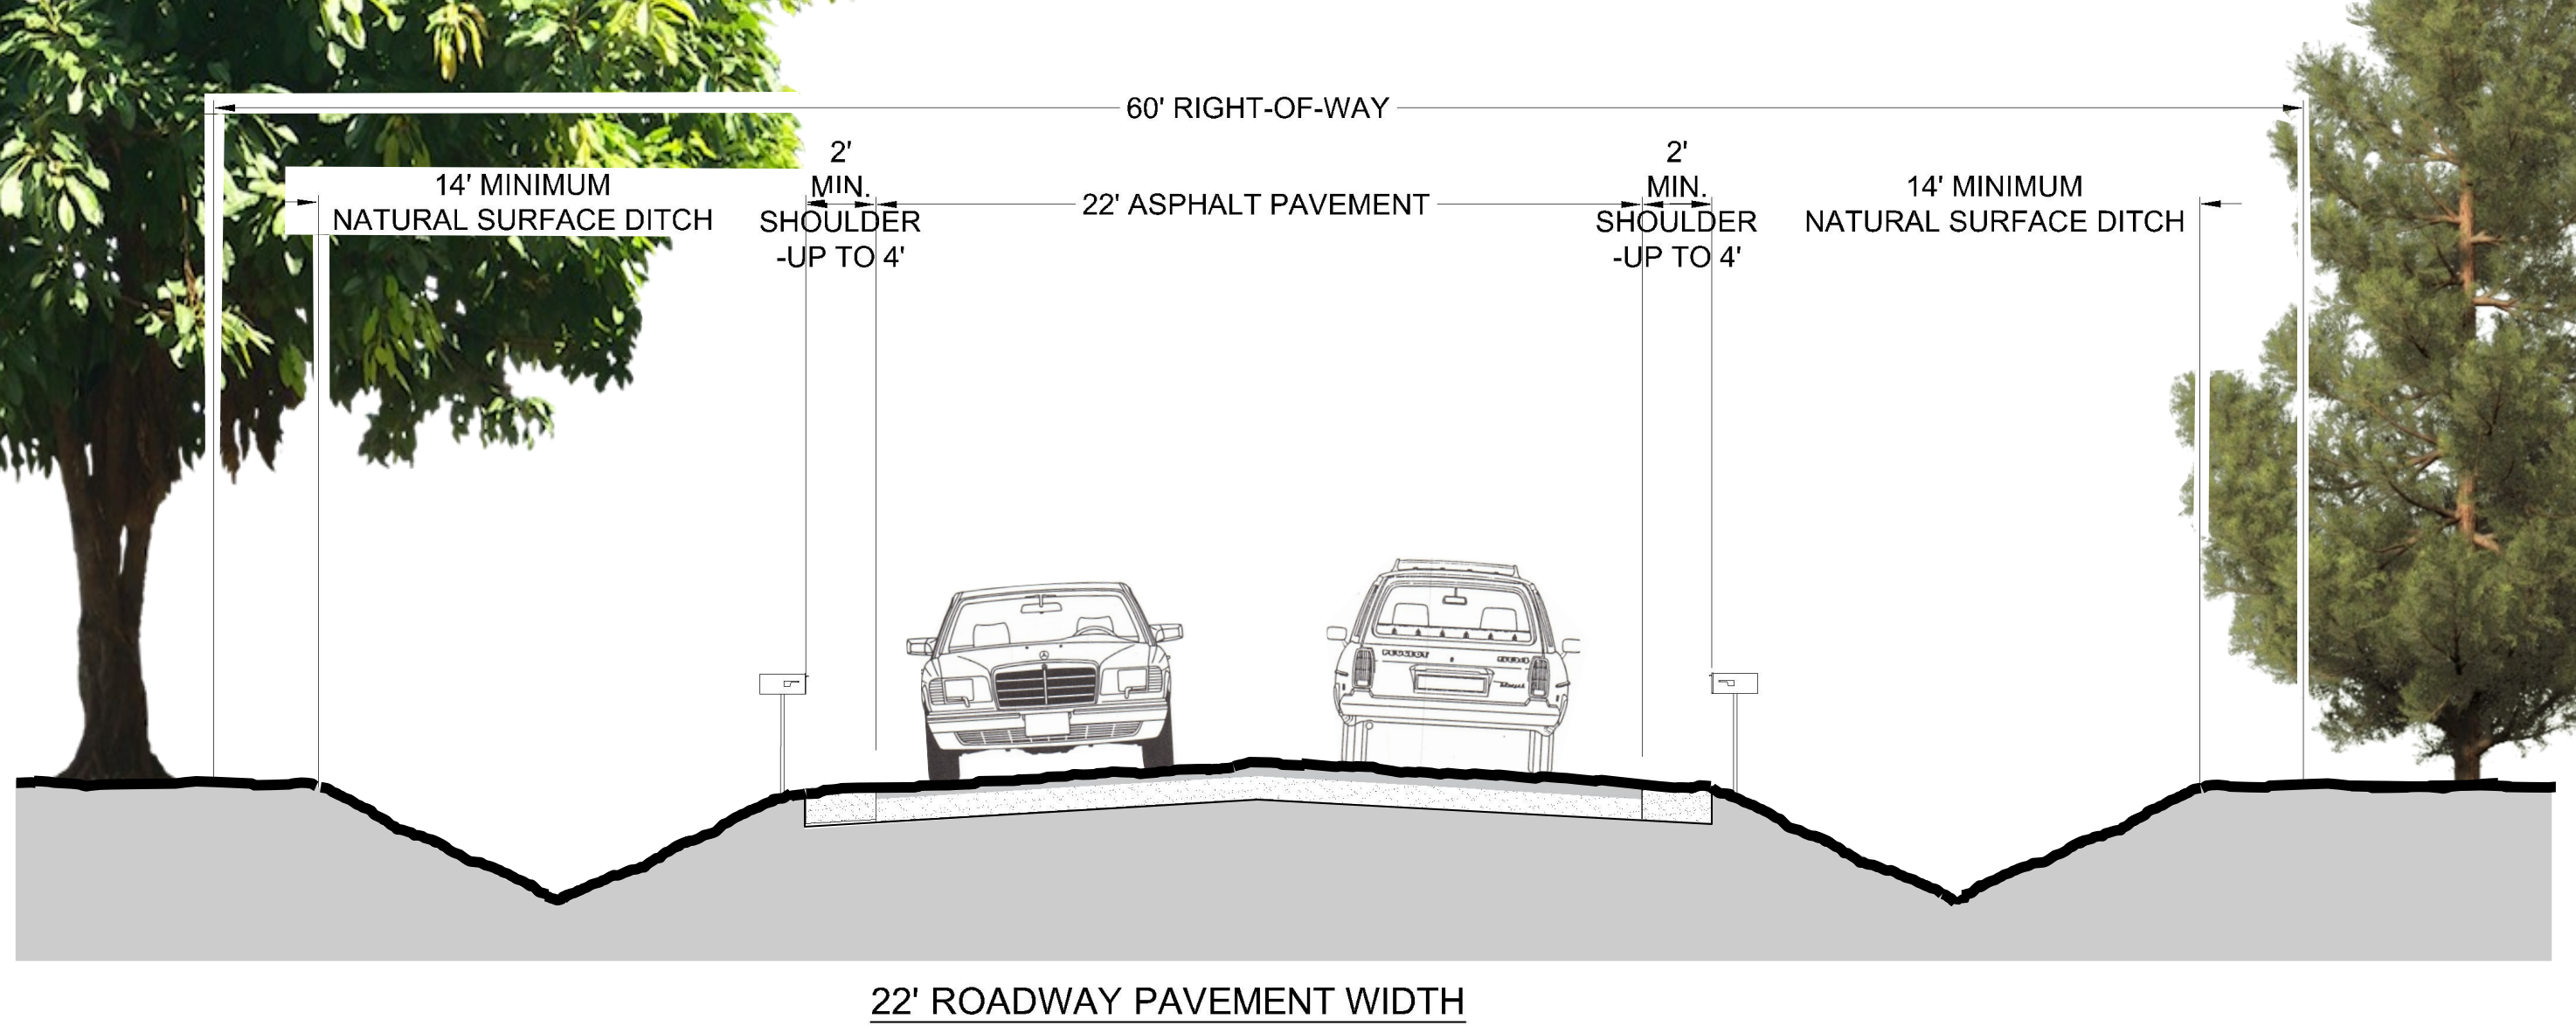 60' RIGHT-OF-WAY
14' MINIMUM
NATURAL SURFACE DITCH
2'
MIN.
SHOULDER
-UP TO 4'
22' ASPHALT PAVEMENT
2'
MIN.
SHOULDER
-UP TO 4'
14' MINIMUM
NATURAL SURFACE DITCH
PEUGEOT
22' ROADWAY PAVEMENT WIDTH